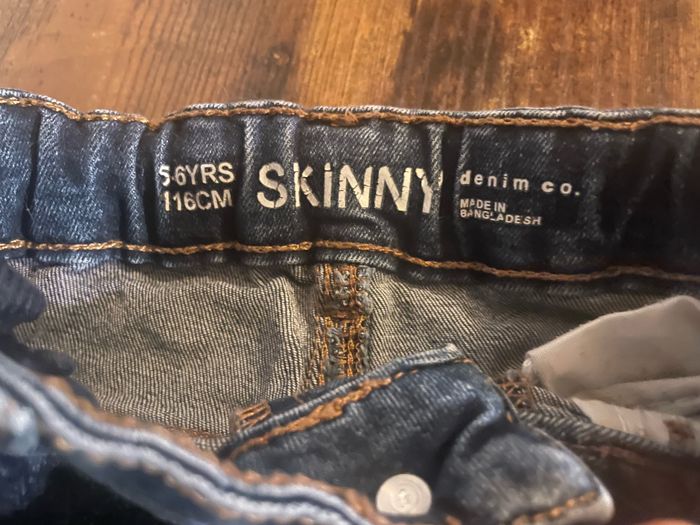 5-6YRS
116CM
SKiNNY
denim co.
MADE IN
BANGLADESH